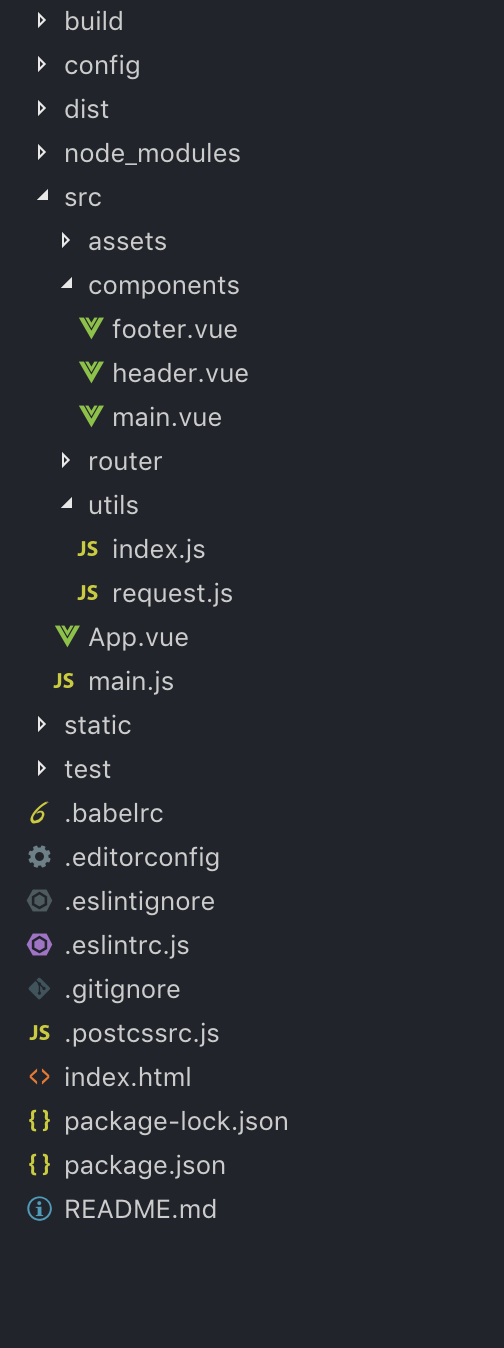 build
config
dist
node_modules
src
assets
components
footer.vue
header.vue
main.vue
router
utils
JS index.js
JS request.js
App.vue
JS main.js
static
test
6 .babelrc
.editorconfig
.eslintignore
.eslintrc.js
.gitignore
JS .postcssrc.js
<> index.html
{} package-lock.json
{} package.json
i README.md